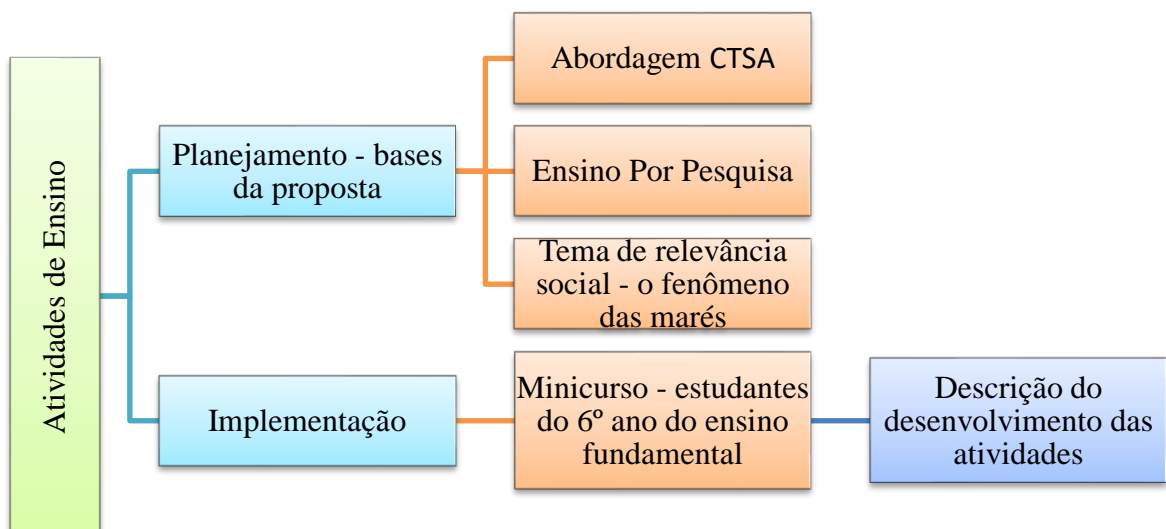 Atividades de Ensino
Planejamento - bases
da proposta
Abordagem CTSA
Ensino Por Pesquisa
Tema de relevância
social - o fenômeno
das marés
Implementação
Minicurso - estudantes
do 6º ano do ensino
fundamental
Descrição do
desenvolvimento das
atividades